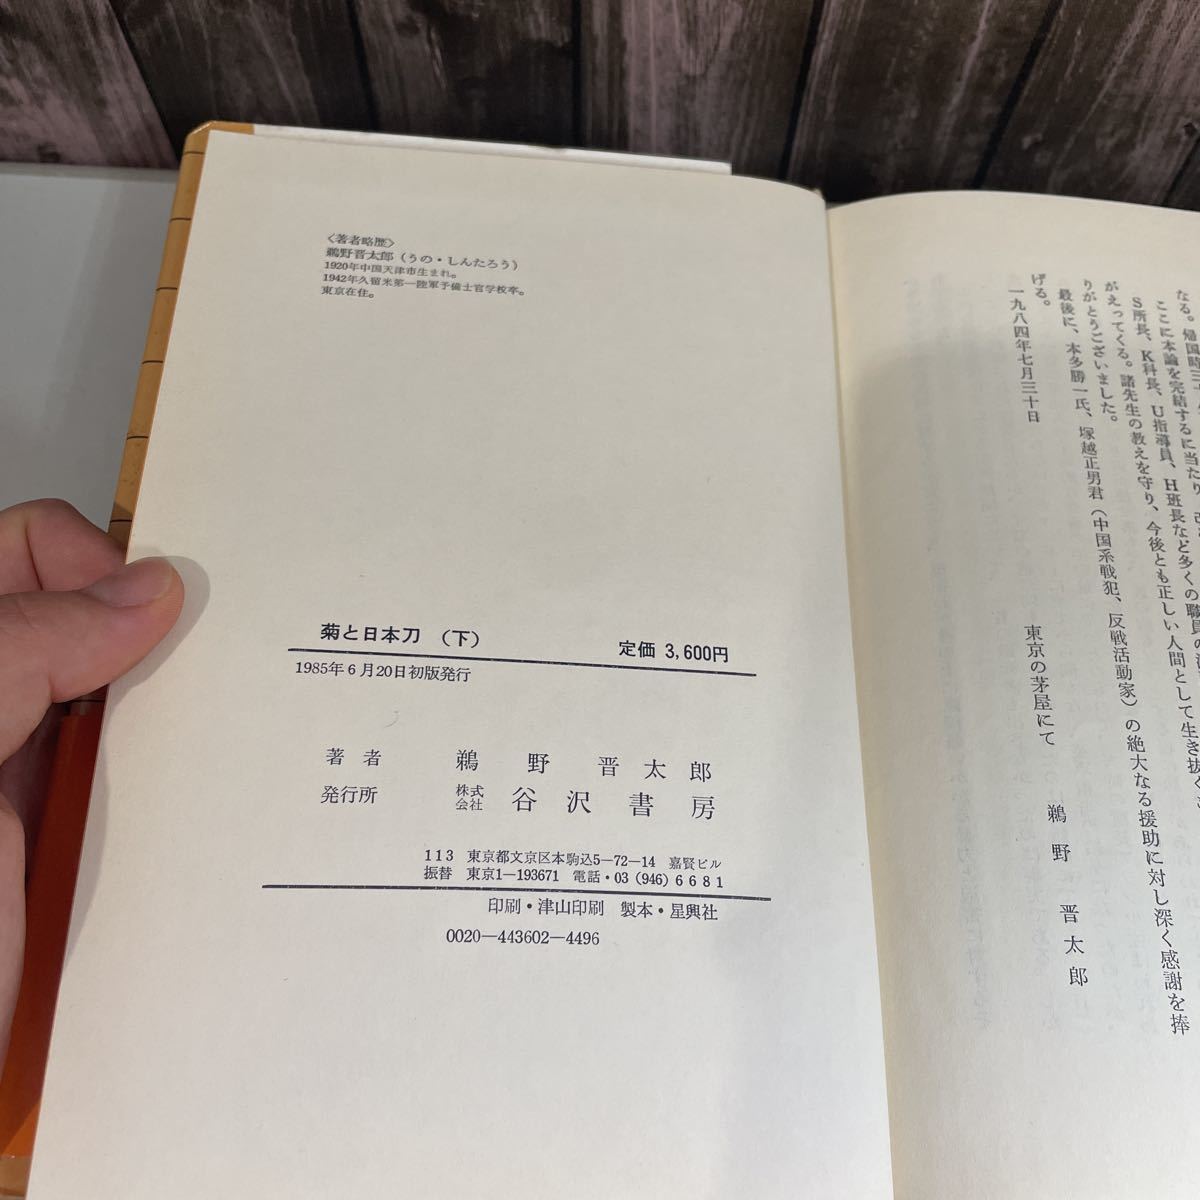 〈著者略歴〉
鵜野晋太郎（うの・しんたろう）
1920年中国天津市生まれ。
1942年久留米第一陸軍予備士官学校卒。
東京在住。
菊と日本刀 （下） 定価 3,600円
1985年6月20日初版発行
著者 鵜野晋太郎
発行所 株式会社 谷沢書房
113 東京都文京区本駒込5−72−14 嘉賢ビル
振替 東京1−193671 電話・03（946）6681
印刷・津山印刷 製本・星興社
0020−443602−4496
なる。帰国時三十
ここに本論を完結するに当たり、
S所長、K科長、U指導員、H班長など多くの職員の
がえってくる。諸先生の教えを守り、今後とも正しい人間として生き抜く
りがとうございました。
最後に、本多勝一氏、塚越正男君（中国系戦犯、反戦活動家）の絶大なる援助に対し深く感謝を捧
げる。
一九八四年七月三十日
東京の茅屋にて
鵜野晋太郎